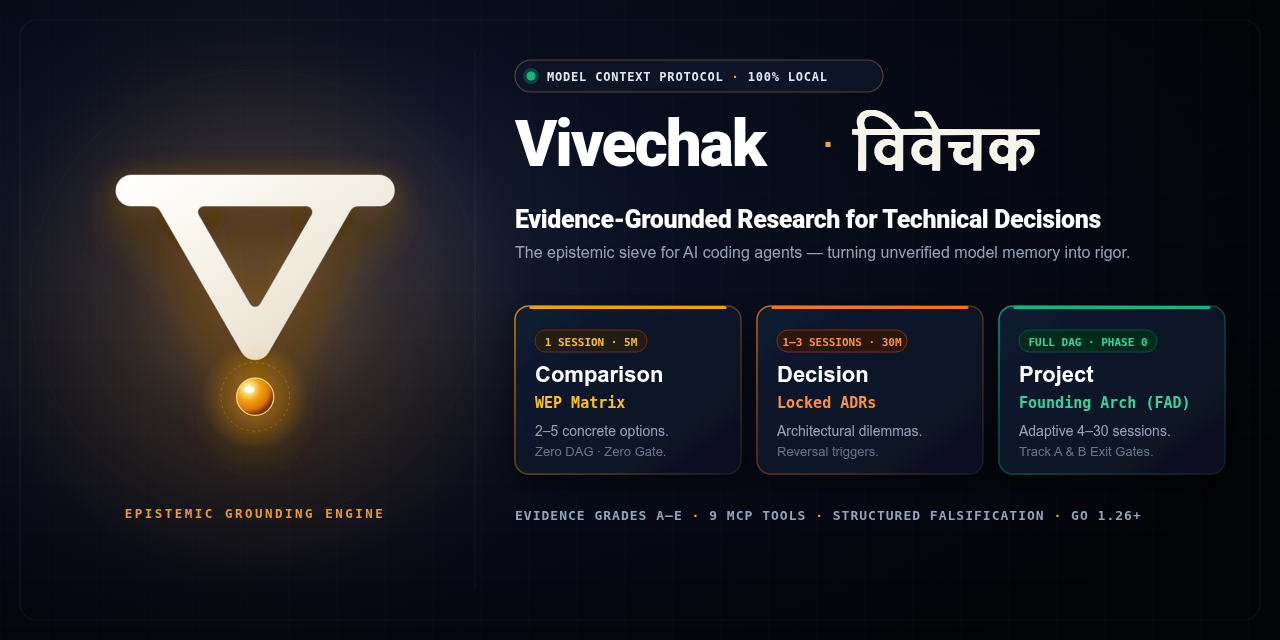 MODEL CONTEXT PROTOCOL · 100% LOCAL
Vivechak · विवेचक
Evidence-Grounded Research for Technical Decisions
The epistemic sieve for AI coding agents — turning unverified model memory into rigor.
1 SESSION · 5M
Comparison
WEP Matrix
2–5 concrete options.
Zero DAG · Zero Gate.
1–3 SESSIONS · 30M
Decision
Locked ADRs
Architectural dilemmas.
Reversal triggers.
FULL DAG · PHASE 0
Project
Founding Arch (FAD)
Adaptive 4–30 sessions.
Track A & B Exit Gates.
EPISTEMIC GROUNDING ENGINE
EVIDENCE GRADES A–E · 9 MCP TOOLS · STRUCTURED FALSIFICATION · GO 1.26+